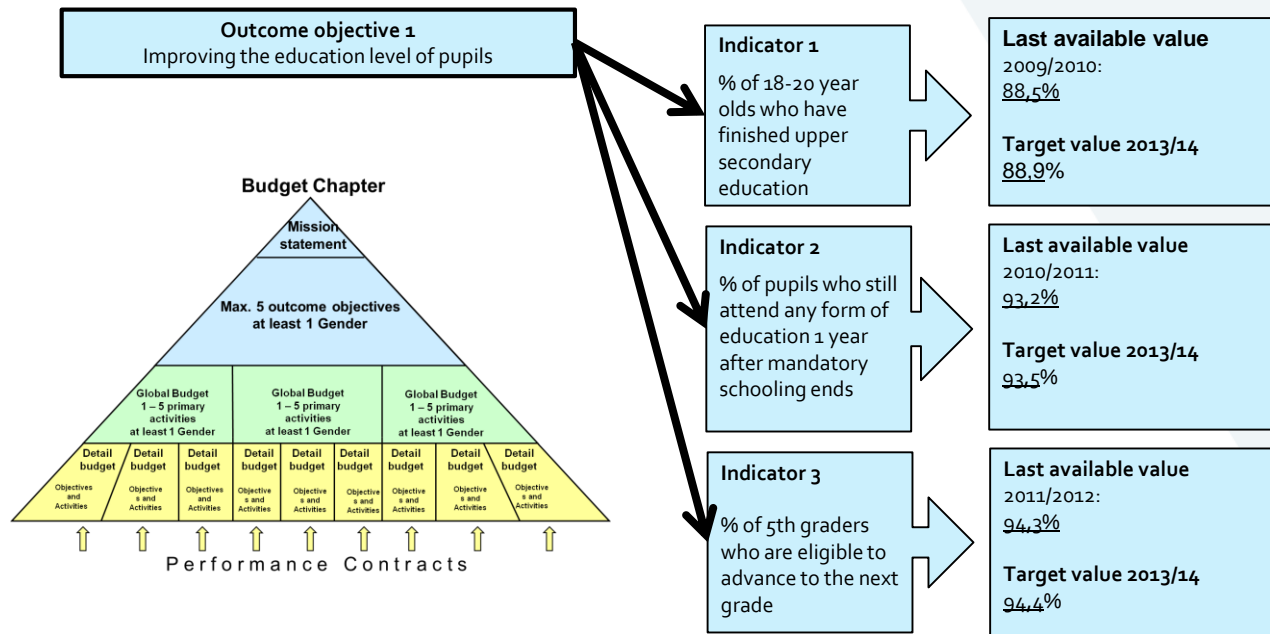 Outcome objective 1
Improving the education level of pupils
Indicator 1
% of 18-20 year
olds who have
finished upper
secondary
education
Last available value
2009/2010:
88,5%
Target value 2013/14
88,9%
Indicator 2
% of pupils who still
attend any form of
education 1 year
after mandatory
schooling ends
Last available value
2010/2011:
93,2%
Target value 2013/14
93,5%
Indicator 3
% of 5th graders
who are eligible to
advance to the next
grade
Last available value
2011/2012:
94,3%
Target value 2013/14
94,4%
Budget Chapter
Mission
statement
Max. 5 outcome objectives
at least 1 Gender
Global Budget
1 – 5 primary
activities
at least 1 Gender
Global Budget
1 – 5 primary
activities
at least 1 Gender
Global Budget
1 – 5 primary
activities
at least 1 Gender
Detail
budget
Objectives
and
Activities
Detail
budget
Objectives
and
Activities
Detail
budget
Objectives
and
Activities
Detail
budget
Objective
s and
Activities
Detail
budget
Objective
s and
Activities
Detail
budget
Objective
s and
Activities
Detail
budget
Objective
s and
Activities
Detail
budget
Objective
s and
Activities
Detail
budget
Objective
s and
Activities
Performance Contracts